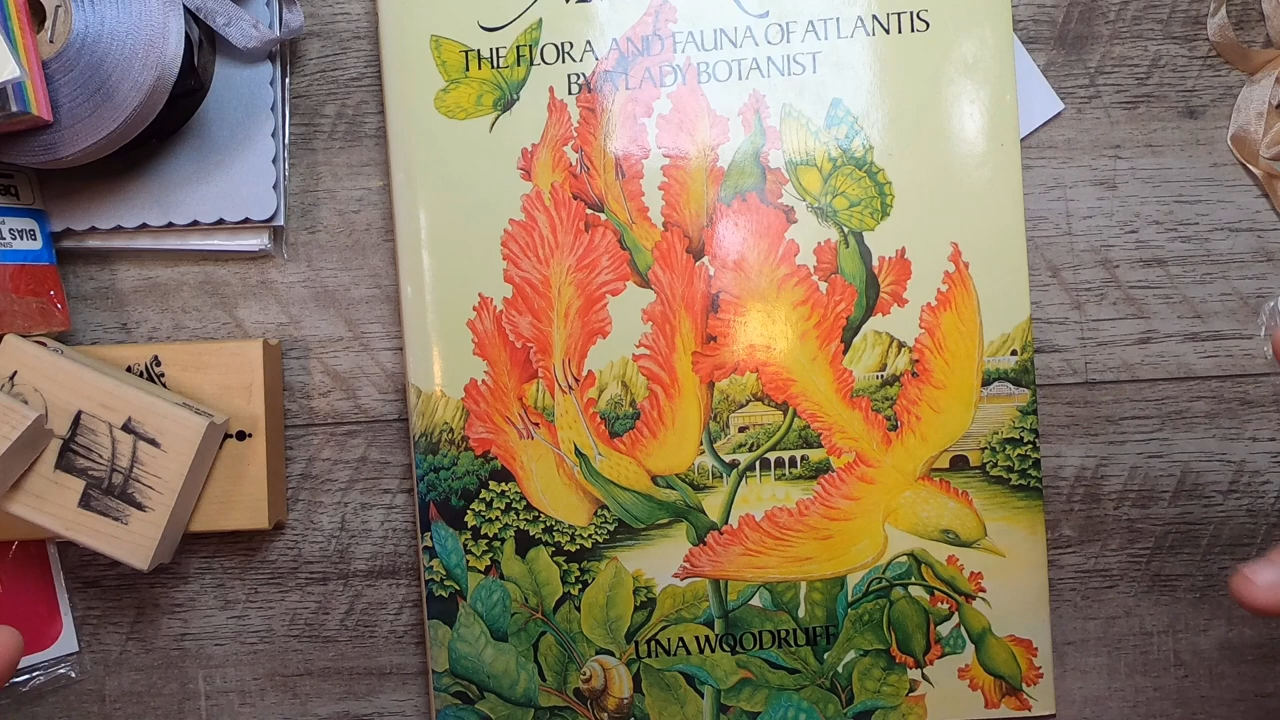 THE FLORA AND FAUNA OF ATLANTIS
BY A LADY BOTANIST
UNA WOODRUFF
BIAS T